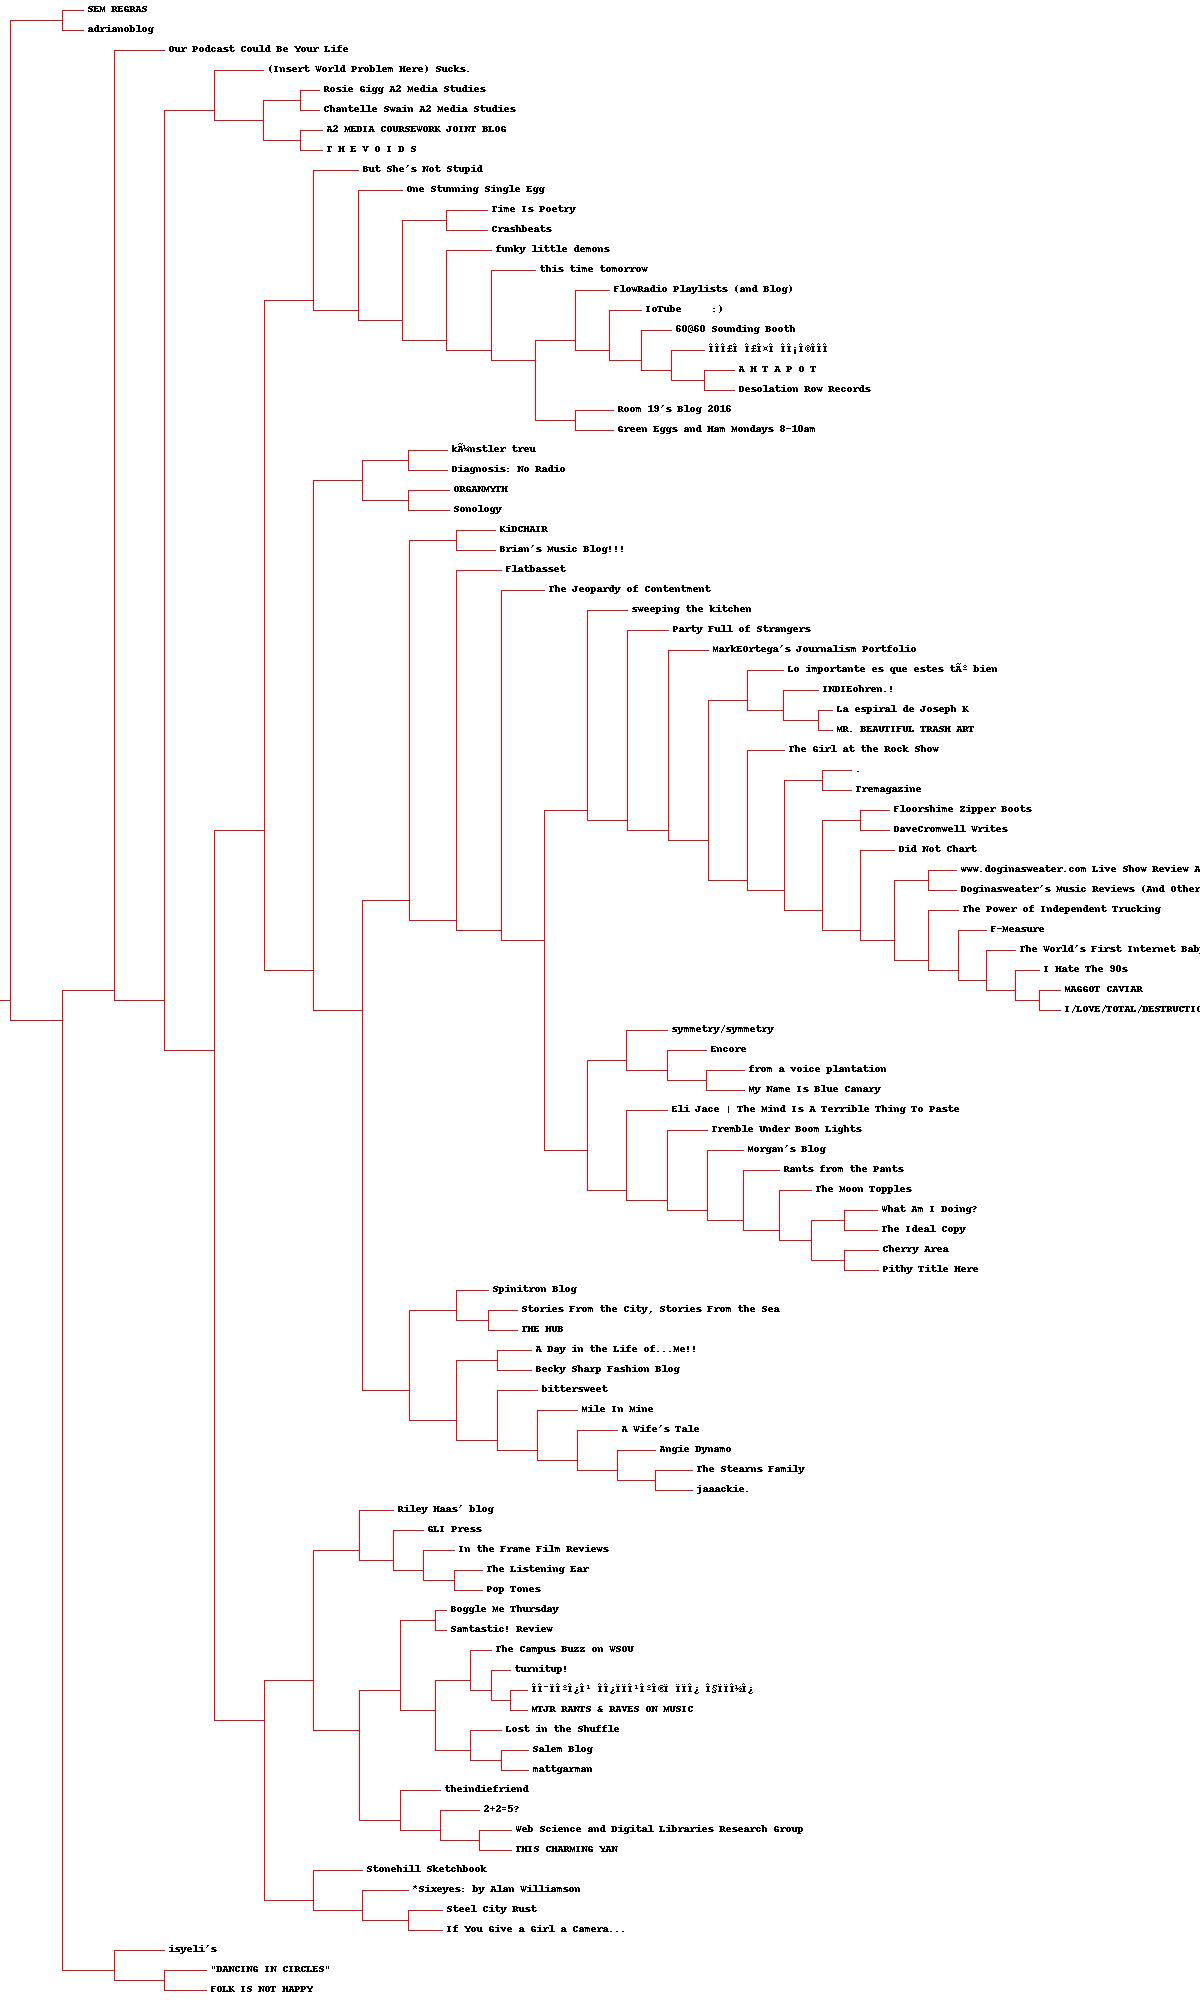 SEM REGRAS
adrianoblog
Our Podcast Could Be Your Life
(Insert World Problem Here) Sucks.
Rosie Gigg A2 Media Studies
Chantelle Swain A2 Media Studies
A2 MEDIA COURSEWORK JOINT BLOG
T H E V O I D S
But She's Not Stupid
One Stunning Single Egg
Time Is Poetry
Crashbeats
funky little demons
this time tomorrow
FlowRadio Playlists (and Blog)
IoTube :)
60@60 Sounding Booth
A H T A P O T
Desolation Row Records
Room 19's Blog 2016
Green Eggs and Ham Mondays 8-10am
kÃ¼nstler treu
Diagnosis: No Radio
ORGANMYTH
Sonology
KiDCHAIR
Brian's Music Blog!!!
Flatbasset
The Jeopardy of Contentment
sweeping the kitchen
Party Full of Strangers
MarkEOrtega's Journalism Portfolio
Lo importante es que estes tÃº bien
INDIEohren.!
La espiral de Joseph K
MR. BEAUTIFUL TRASH ART
The Girl at the Rock Show
.
Tremagazine
Floorshime Zipper Boots
DaveCromwell Writes
Did Not Chart
www.doginasweater.com Live Show Review A
Doginasweater's Music Reviews (And Other
The Power of Independent Trucking
F-Measure
The World's First Internet Bab
I Hate The 90s
MAGGOT CAVIAR
I/LOVE/TOTAL/DESTRUCTIO
symmetry/symmetry
Encore
from a voice plantation
My Name Is Blue Canary
Eli Jace | The Mind Is A Terrible Thing To Paste
Tremble Under Boom Lights
Morgan's Blog
Rants from the Pants
The Moon Topples
What Am I Doing?
The Ideal Copy
Cherry Area
Pithy Title Here
Spinitron Blog
Stories From the City, Stories From the Sea
THE HUB
A Day in the Life of...Me!!
Becky Sharp Fashion Blog
bittersweet
Mile In Mine
A Wife's Tale
Angie Dynamo
The Stearns Family
jaaackie.
Riley Haas' blog
GLI Press
In the Frame Film Reviews
The Listening Ear
Pop Tones
Boggle Me Thursday
Samtastic! Review
The Campus Buzz on WSOU
turnitup!
MTJR RANTS & RAVES ON MUSIC
Lost in the Shuffle
Salem Blog
mattgarman
theindiefriend
2+2=5?
Web Science and Digital Libraries Research Group
THIS CHARMING YAN
Stonehill Sketchbook
*Sixeyes: by Alan Williamson
Steel City Rust
If You Give a Girl a Camera...
isyeli's
"DANCING IN CIRCLES"
FOLK IS NOT HAPPY